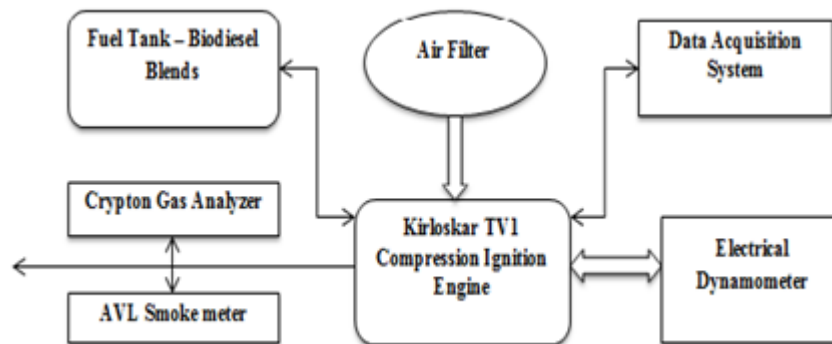 Fuel Tank – Biodiesel
Blends
Air Filter
Data Acquisition
System
Crypton Gas Analyzer
Kirloskar TV1
Compression Ignition
Engine
Electrical
Dynamometer
AVL Smoke meter